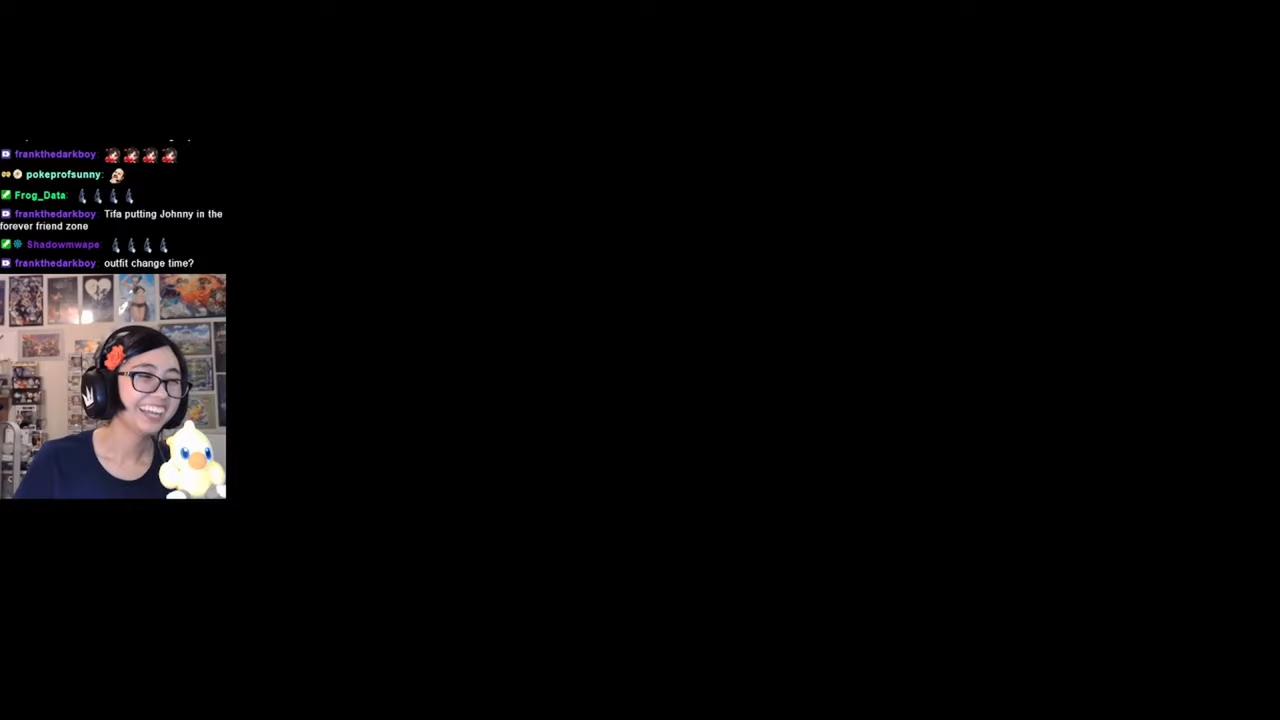 frankthedarkboy:
pokeprofsunny:
Frog_Data:
frankthedarkboy: Tifa putting Johnny in the
forever friend zone
Shadowmwape:
frankthedarkboy: outfit change time?